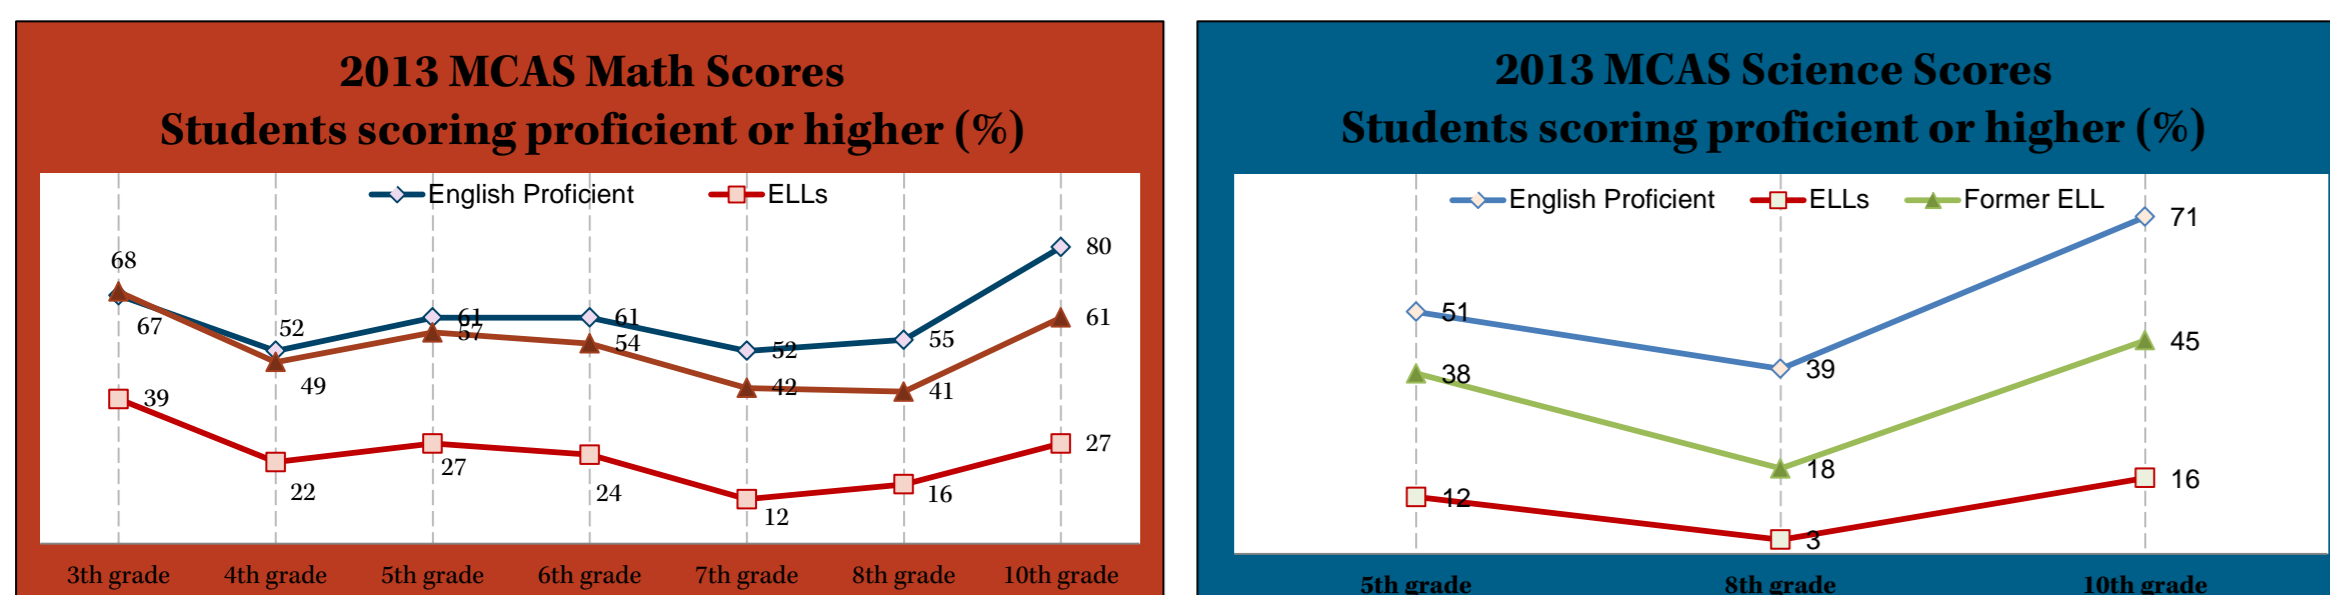 2013 MCAS Math Scores
Students scoring proficient or higher (%)
English Proficient ELLs
68
67 52 61 61 52 55 80
49 57 54 42 41 61
39 22 27 24 12 16 27
3th grade 4th grade 5th grade 6th grade 7th grade 8th grade 10th grade
2013 MCAS Science Scores
Students scoring proficient or higher (%)
English Proficient ELLs Former ELL
51 39 71
38 18 45
12 3 16
5th grade 8th grade 10th grade